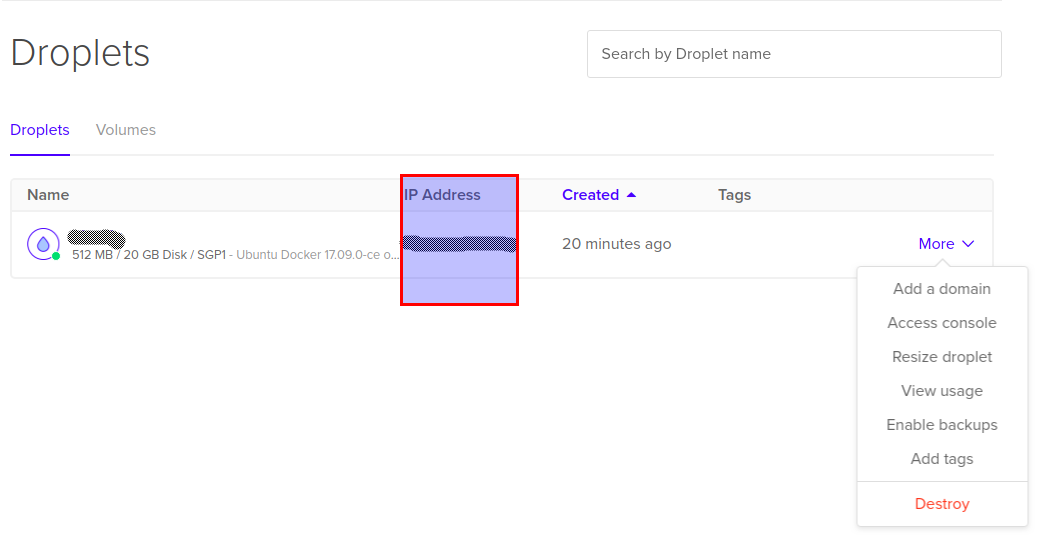 Droplets
Search by Droplet name
Droplets Volumes
Name IP Address Created Tags
20 minutes ago More
512 MB / 20 GB Disk / SGP1 - Ubuntu Docker 17.09.0-ce o...
Add a domain
Access console
Resize droplet
View usage
Enable backups
Add tags
Destroy